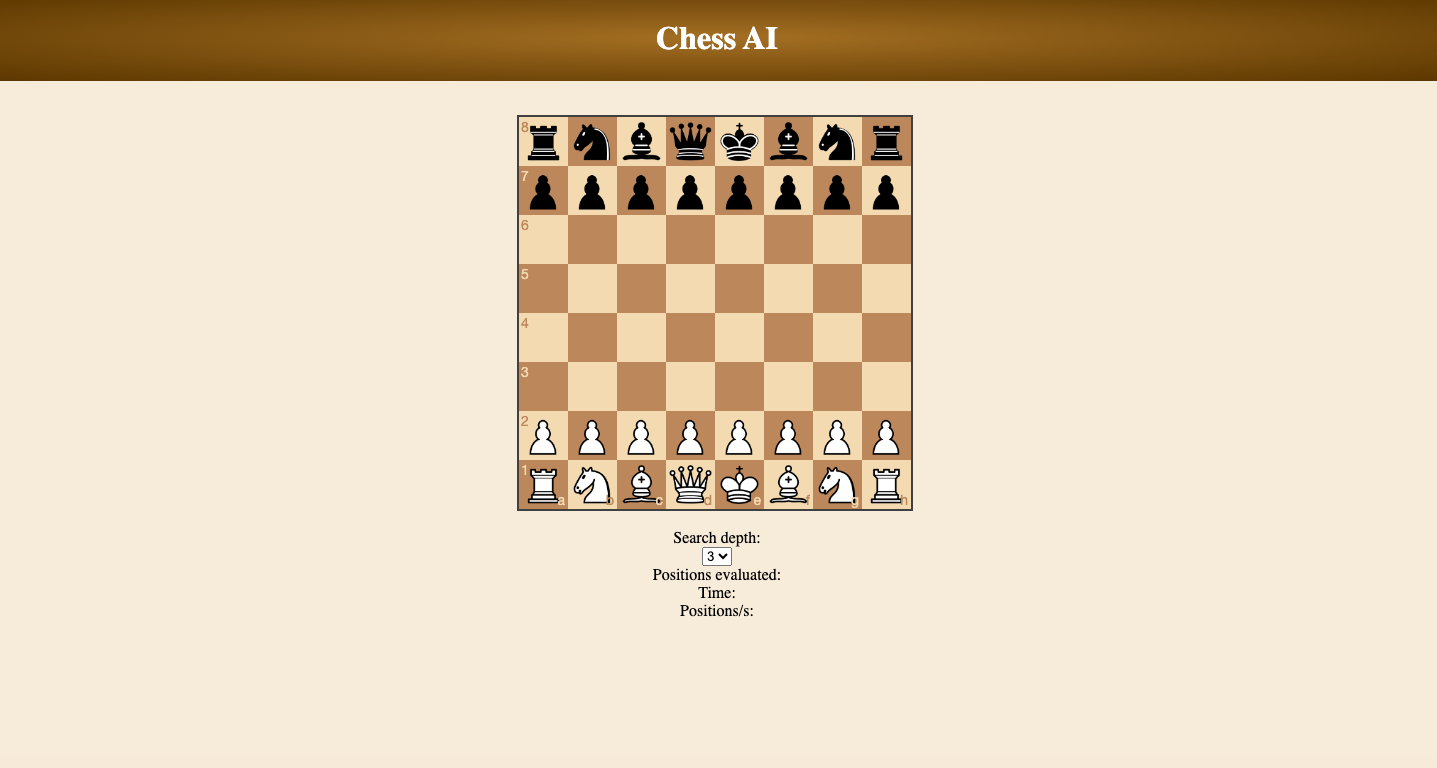 Chess AI
8
7
6
5
4
3
2
1
a b c d e f g h
Search depth:
3
Positions evaluated:
Time:
Positions/s: